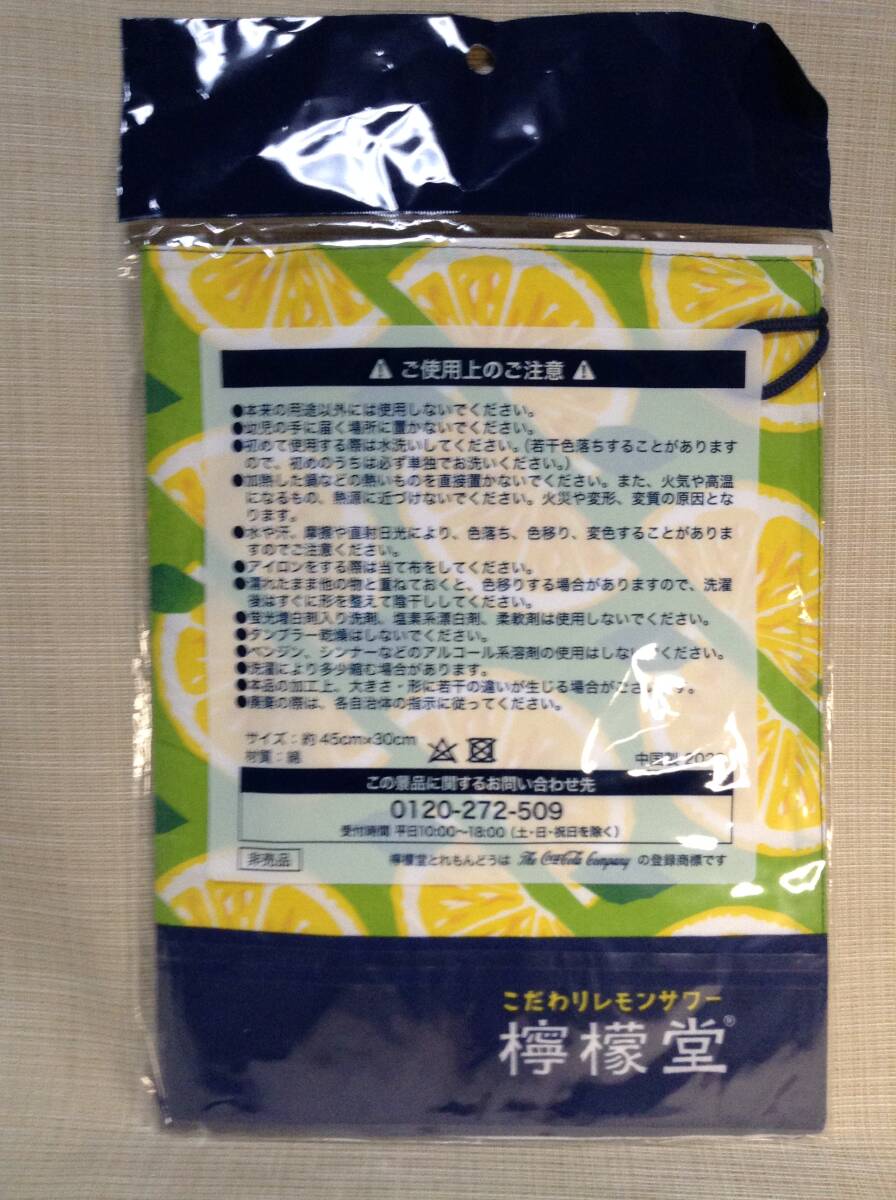 ご使用上のご注意
●本来の用途以外には使用しないでください。
●幼児の手に届く場所に置かないでください。
●初めて使用する際は水洗いしてください。(若干色落ちすることがあります
ので、初めのうちは必ず単独でお洗いください。)
●加熱した鍋などの熱いものを直接置かないでください。また、火気や高温
になるもの、熱源に近づけないでください。火災や変形、変質の原因とな
ります。
●水や汗、摩擦や直射日光により、色落ち、色移り、変色することがありま
すのでご注意ください。
●アイロンをする際は当て布をしてください。
●濡れたまま他の物と重ねておくと、色移りする場合がありますので、洗濯
後はすぐに形を整えて陰干ししてください。
●蛍光増白剤入り洗剤、塩素系漂白剤、柔軟剤は使用しないでください。
●タンブラー乾燥はしないでください。
●ベンジン、シンナーなどのアルコール系溶剤の使用はしないでください。
●洗濯により多少縮む場合があります。
●本品の加工上、大きさ・形に若干の違いが生じる場合がござ
●廃棄の際は、各自治体の指示に従ってください。
サイズ：約45cm×30cm
材質：綿
中国製
この景品に関するお問い合わせ先
0120-272-509
受付時間 平日10:00〜18:00(土・日・祝日を除く)
非売品
檸檬堂とれもんどうは The Coca-Cola Company の登録商標です
こだわりレモンサワー
檸檬堂®